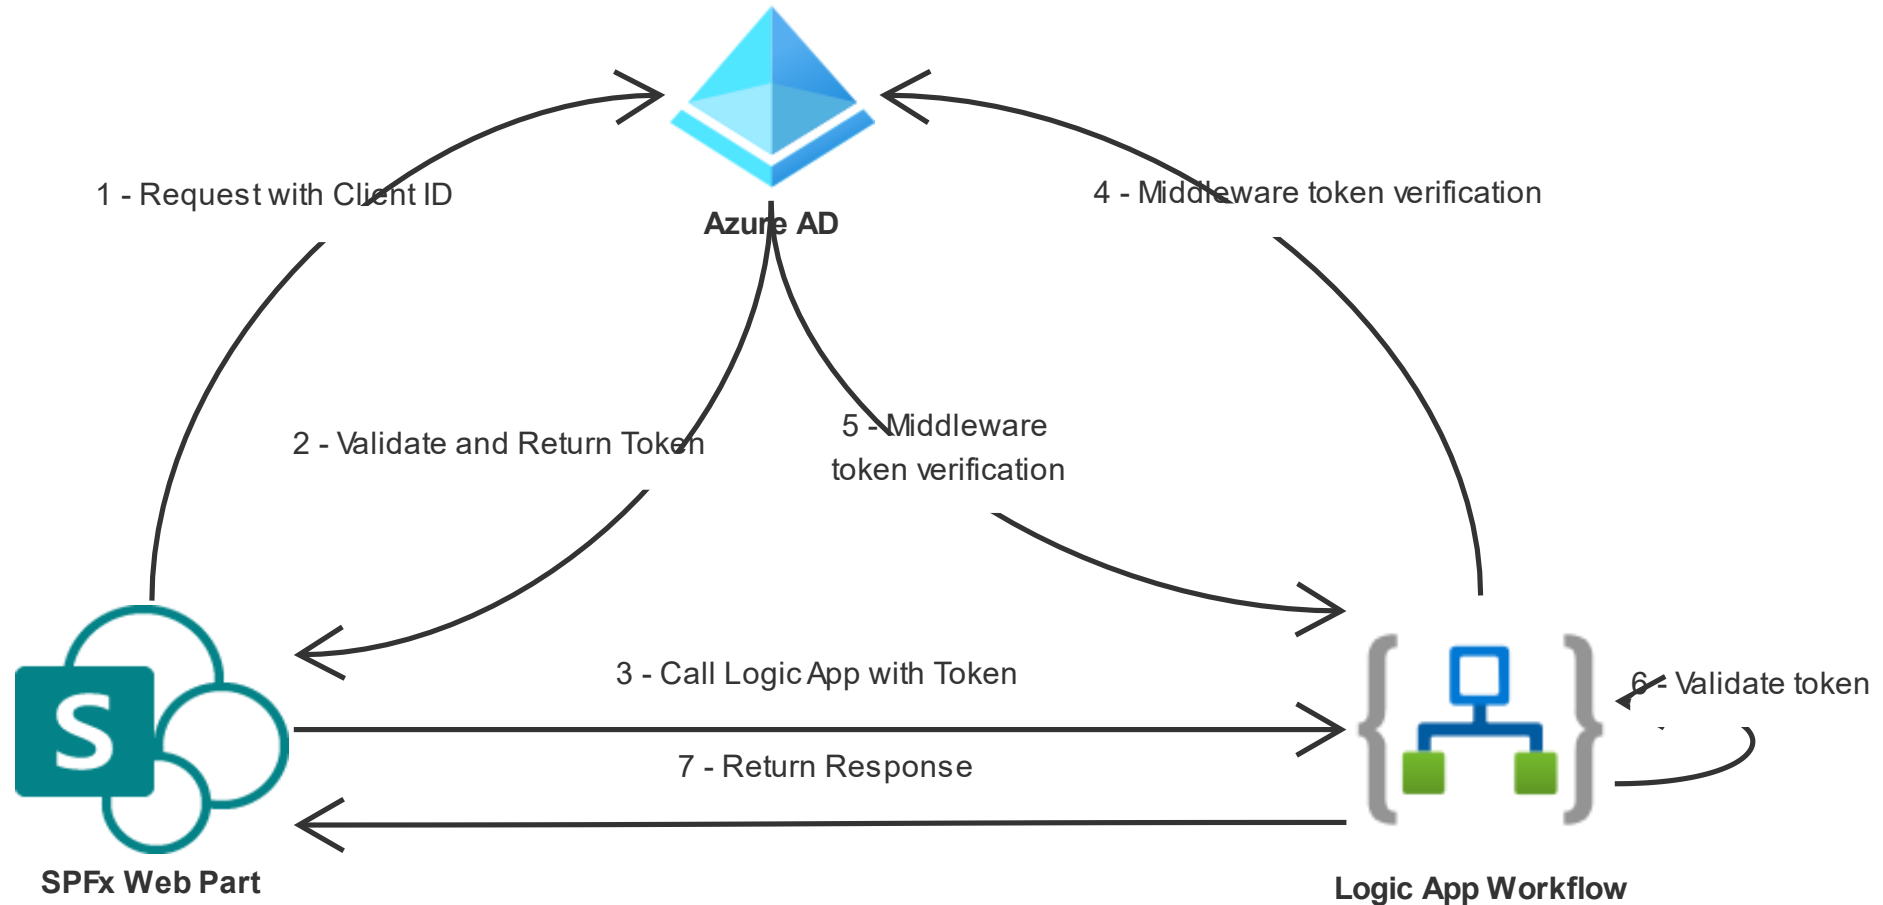 1 - Request with Client ID
4 - Middleware token verification
Azure AD
2 - Validate and Return Token
5 - Middleware
token verification
3 - Call Logic App with Token
6 - Validate token
S
7 - Return Response
SPFx Web Part
Logic App Workflow